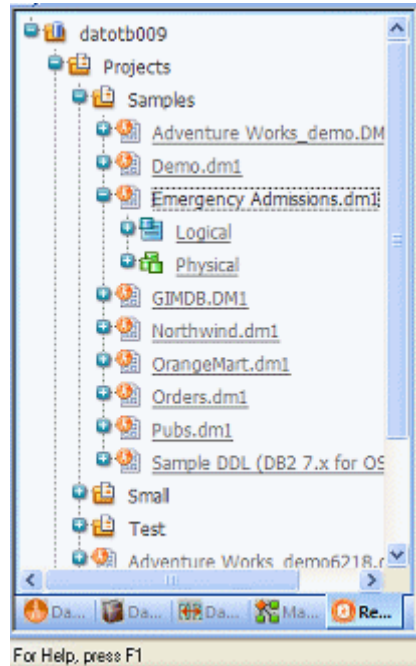 datotb009
Projects
Samples
Adventure Works_demo.DM
Demo.dm1
Emergency Admissions.dm1
Logical
Physical
GIMDB.DM1
Northwind.dm1
OrangeMart.dm1
Orders.dm1
Pubs.dm1
Sample DDL (DB2 7.x for OS
Small
Test
Adventure Works_demo6218.d
Da... Da... Da... Ma... Re...
For Help, press F1